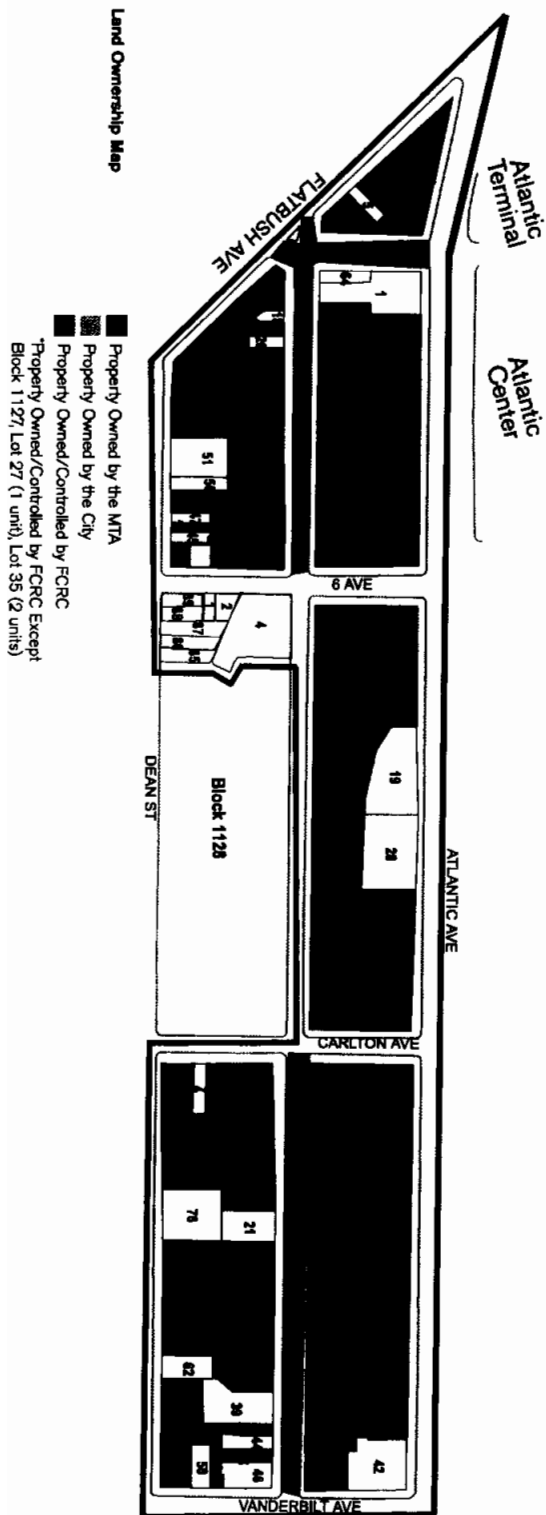 Land Ownership Map
Atlantic
Terminal
Atlantic
Center
FLATBUSH AVE
ATLANTIC AVE
6 AVE
CARLTON AVE
VANDERBILT AVE
DEAN ST
Block 1128
1
51
2
4
19
28
42
21
76
62
44
46
Property Owned by the MTA
Property Owned by the City
Property Owned/Controlled by FCRC
*Property Owned/Controlled by FCRC Except
Block 1127, Lot 27 (1 unit), Lot 35 (2 units)